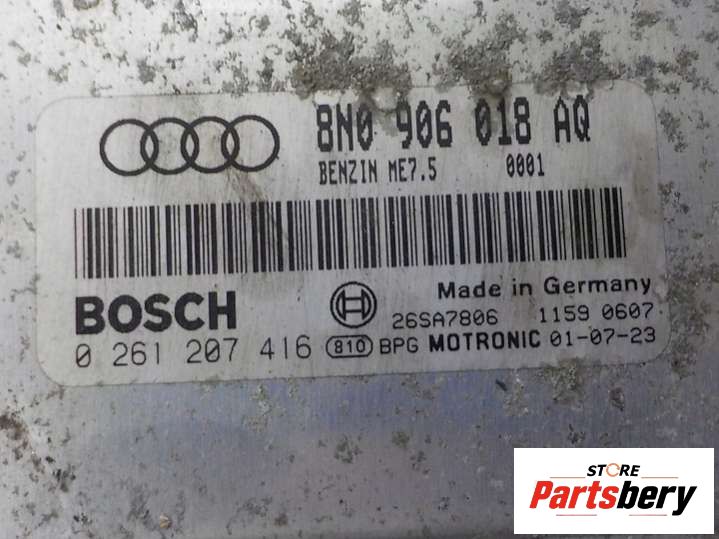 8N0 906 018 AQ
BENZIN ME7.5 0001
Made in Germany
BOSCH
26SA7806 1159 0607
0 261 207 416 810 BPG MOTRONIC 01-07-23
STORE
Partsbery